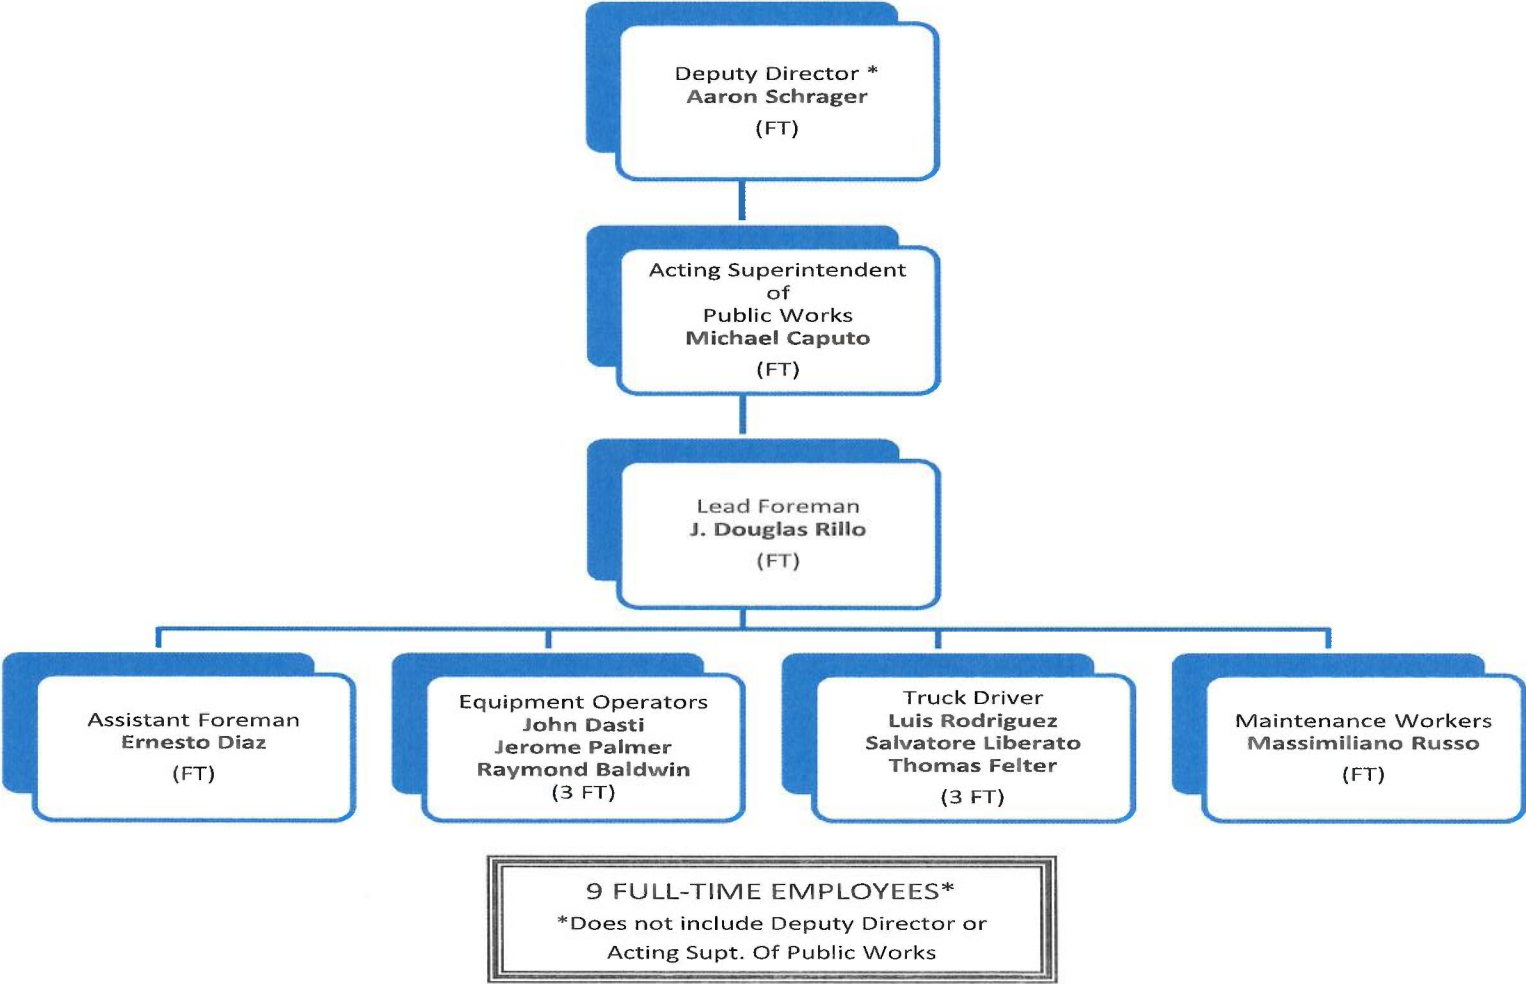 Deputy Director *
Aaron Schrager
(FT)
Acting Superintendent
of
Public Works
Michael Caputo
(FT)
Lead Foreman
J. Douglas Rillo
(FT)
Assistant Foreman
Ernesto Diaz
(FT)
Equipment Operators
John Dasti
Jerome Palmer
Raymond Baldwin
(3 FT)
Truck Driver
Luis Rodriguez
Salvatore Liberato
Thomas Felter
(3 FT)
Maintenance Workers
Massimiliano Russo
(FT)
9 FULL-TIME EMPLOYEES*
*Does not include Deputy Director or
Acting Supt. Of Public Works